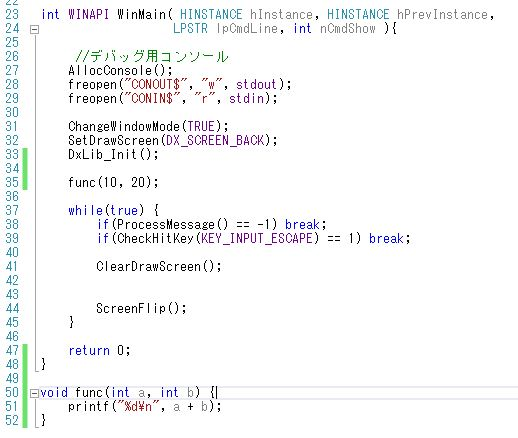 22
23 int WINAPI WinMain( HINSTANCE hInstance, HINSTANCE hPrevInstance,
24 LPSTR lpCmdLine, int nCmdShow ){
25
26 //デバッグ用コンソール
27 AllocConsole();
28 freopen("CONOUT$", "w", stdout);
29 freopen("CONIN$", "r", stdin);
30
31 ChangeWindowMode(TRUE);
32 SetDrawScreen(DX_SCREEN_BACK);
33 DxLib_Init();
34
35 func(10, 20);
36
37 while(true) {
38 if(ProcessMessage() == -1) break;
39 if(CheckHitKey(KEY_INPUT_ESCAPE) == 1) break;
40
41 ClearDrawScreen();
42
43
44 ScreenFlip();
45 }
46
47 return 0;
48 }
49
50 void func(int a, int b) {
51 printf("%d¥n", a + b);
52 }